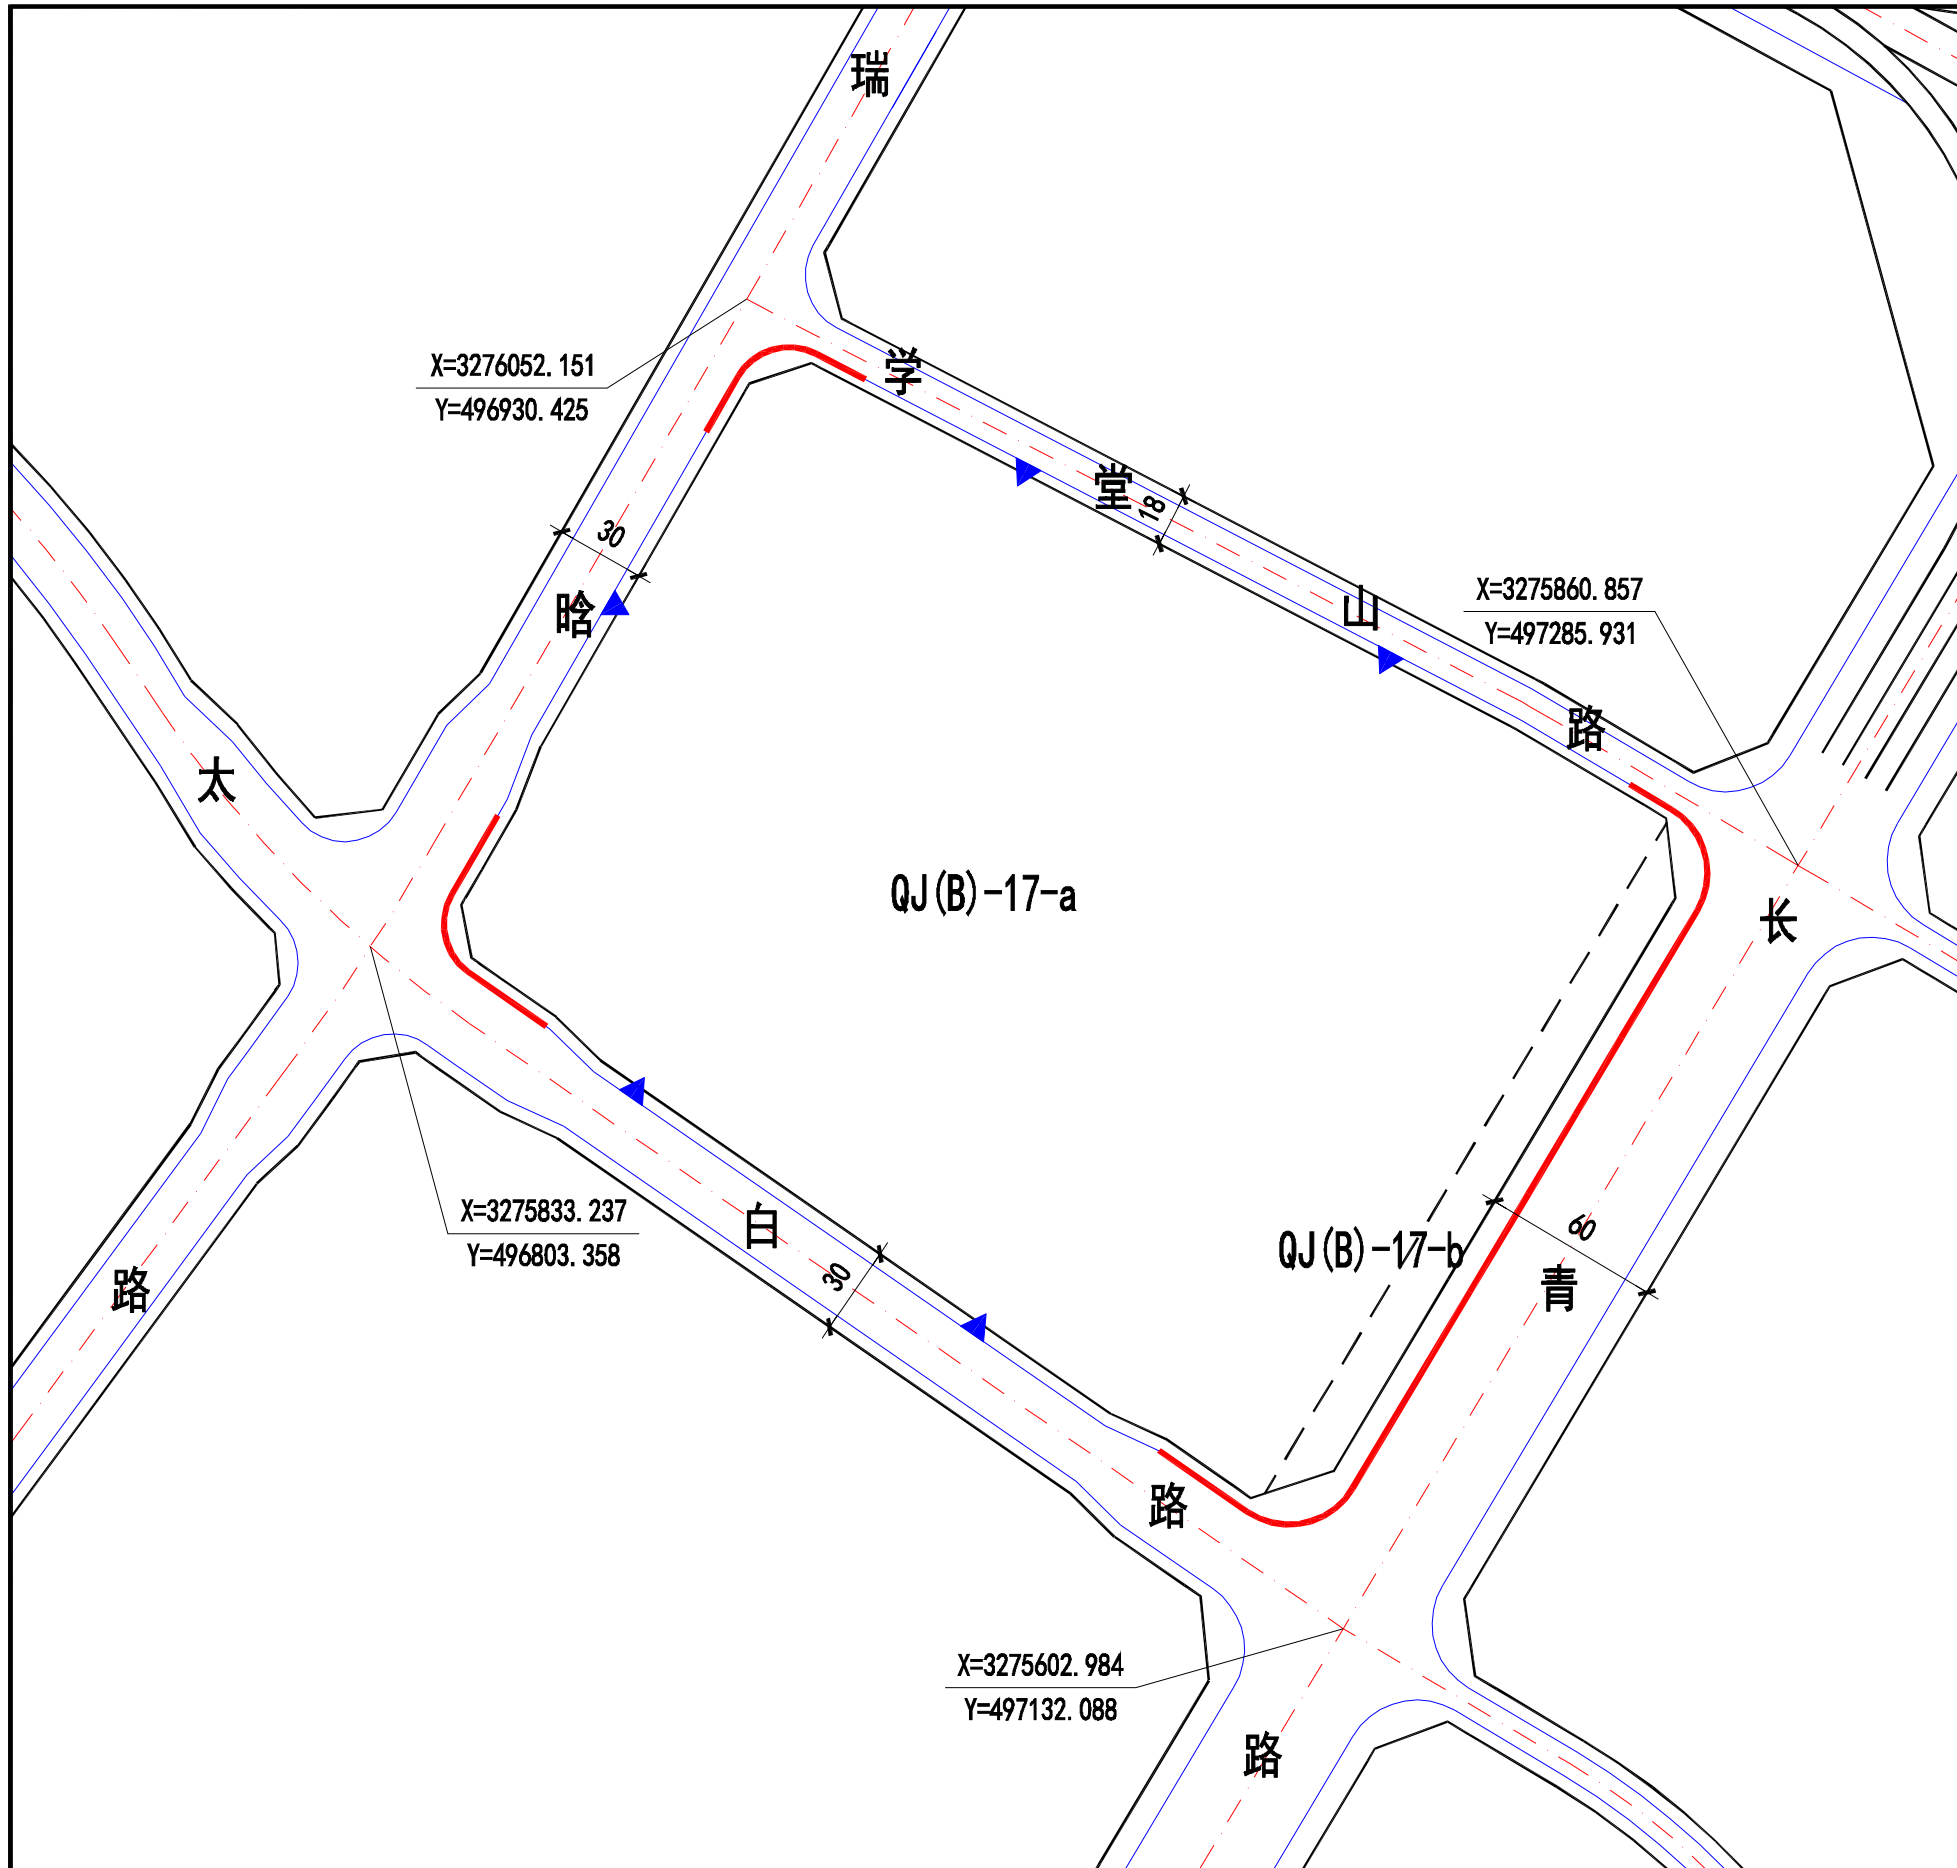 瑞晗路
学堂山路
X=3276052.151
Y=496930.425
18
30
X=3275860.857
Y=497285.931
太白路
QJ(B)-17-a
长青路
X=3275833.237
Y=496803.358
30
QJ(B)-17-b
60
X=3275602.984
Y=497132.088